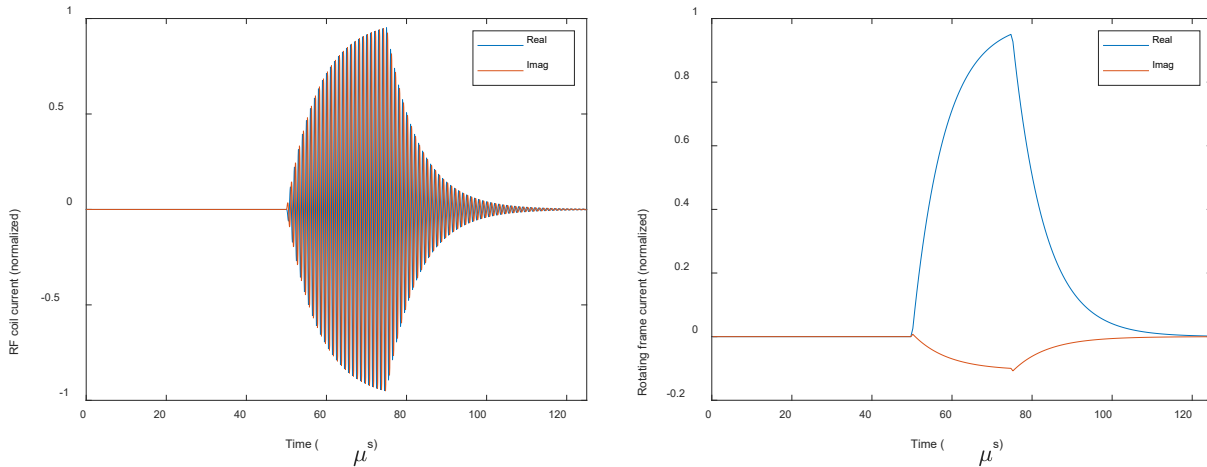 1
0.5
0
-0.5
-1
RF coil current (normalized)
0 20 40 60 80 100 120
Time (μs)
Real
Imag
1
0.8
0.6
0.4
0.2
0
-0.2
Rotating frame current (normalized)
0 20 40 60 80 100 120
Time (μs)
Real
Imag